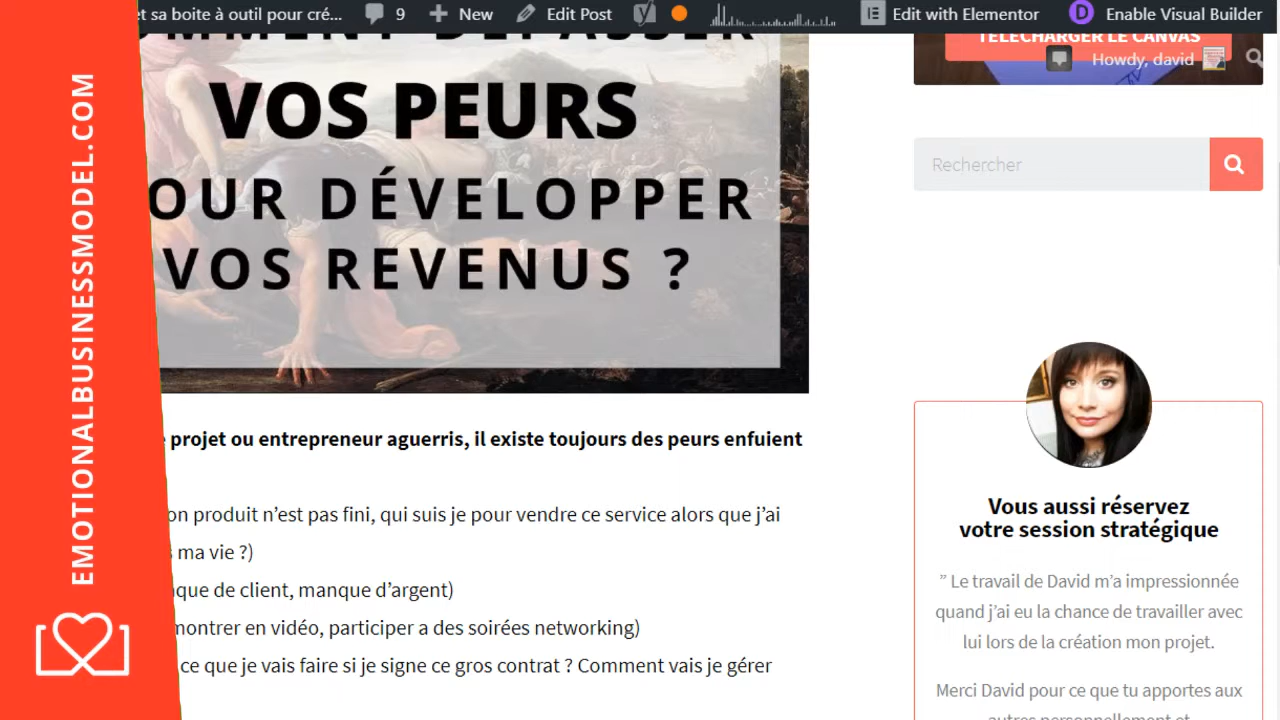 et sa boite à outil pour cré...
9
New
Edit Post
Edit with Elementor
Enable Visual Builder
Howdy, david
EMOTIONALBUSINESSMODEL.COM
COMMENT DÉPASSER
VOS PEURS
OUR DÉVELOPPER
VOS REVENUS ?
projet ou entrepreneur aguerris, il existe toujours des peurs enfuient
on produit n’est pas fini, qui suis je pour vendre ce service alors que j’ai
ma vie ?)
que de client, manque d’argent)
montrer en vidéo, participer a des soirées networking)
ce que je vais faire si je signe ce gros contrat ? Comment vais je gérer
TÉLÉCHARGER LE CANVAS
Rechercher
Vous aussi réservez
votre session stratégique
” Le travail de David m’a impressionnée
quand j’ai eu la chance de travailler avec
lui lors de la création mon projet.
Merci David pour ce que tu apportes aux
autres personnellement et